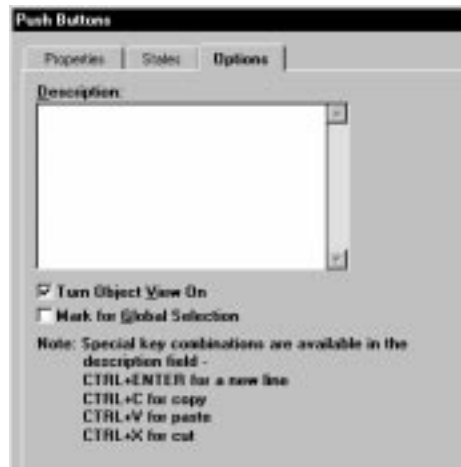 Push Buttons
Properties States Options
Description:
Turn Object View On
Mark for Global Selection
Note: Special key combinations are available in the
description field -
CTRL+ENTER for a new line
CTRL+C for copy
CTRL+V for paste
CTRL+X for cut